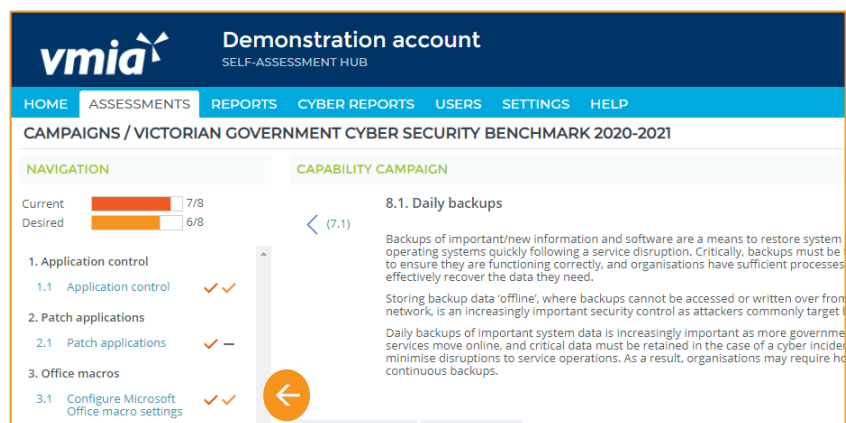 vmia
Demonstration account
SELF-ASSESSMENT HUB
HOME ASSESSMENTS REPORTS CYBER REPORTS USERS SETTINGS HELP
CAMPAIGNS / VICTORIAN GOVERNMENT CYBER SECURITY BENCHMARK 2020-2021
NAVIGATION
Current 7/8
Desired 6/8
1. Application control
1.1 Application control
2. Patch applications
2.1 Patch applications
3. Office macros
3.1 Configure Microsoft
Office macro settings
CAPABILITY CAMPAIGN
(7.1)
8.1. Daily backups
Backups of important/new information and software are a means to restore system
operating systems quickly following a service disruption. Critically, backups must be
to ensure they are functioning correctly, and organisations have sufficient processes
effectively recover the data they need.
Storing backup data 'offline', where backups cannot be accessed or written over from
network, is an increasingly important security control as attackers commonly target
Daily backups of important system data is increasingly important as more governme
services move online, and critical data must be retained in the case of a cyber incide
minimise disruptions to service operations. As a result, organisations may require ho
continuous backups.